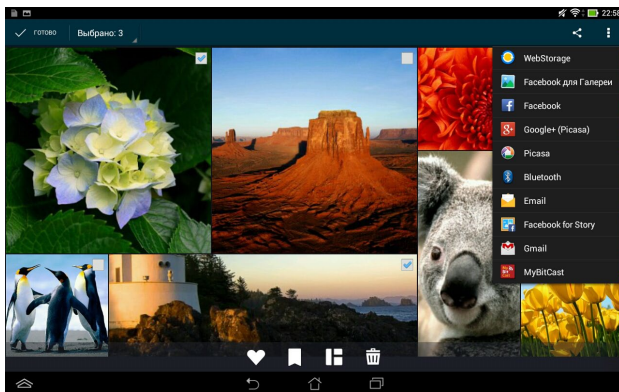 22:58
ГОТОВО
Выбрано: 3
WebStorage
Facebook для Галереи
Facebook
Google+ (Picasa)
Picasa
Bluetooth
Email
Facebook for Story
Gmail
MyBitCast